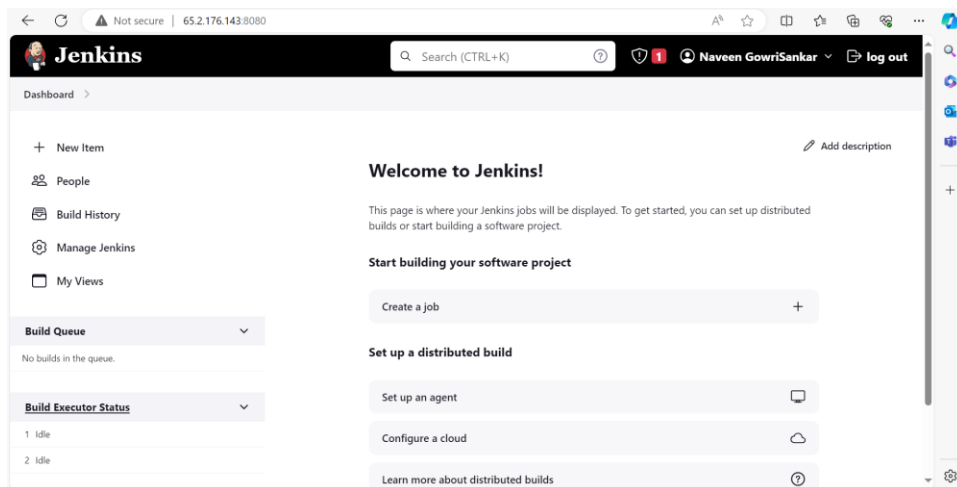 Not secure | 65.2.176.143:8080
Jenkins
Search (CTRL+K)
1
Naveen GowriSankar
log out
Dashboard
New Item
People
Build History
Manage Jenkins
My Views
Build Queue
No builds in the queue.
Build Executor Status
1 Idle
2 Idle
Add description
Welcome to Jenkins!
This page is where your Jenkins jobs will be displayed. To get started, you can set up distributed
builds or start building a software project.
Start building your software project
Create a job
Set up a distributed build
Set up an agent
Configure a cloud
Learn more about distributed builds